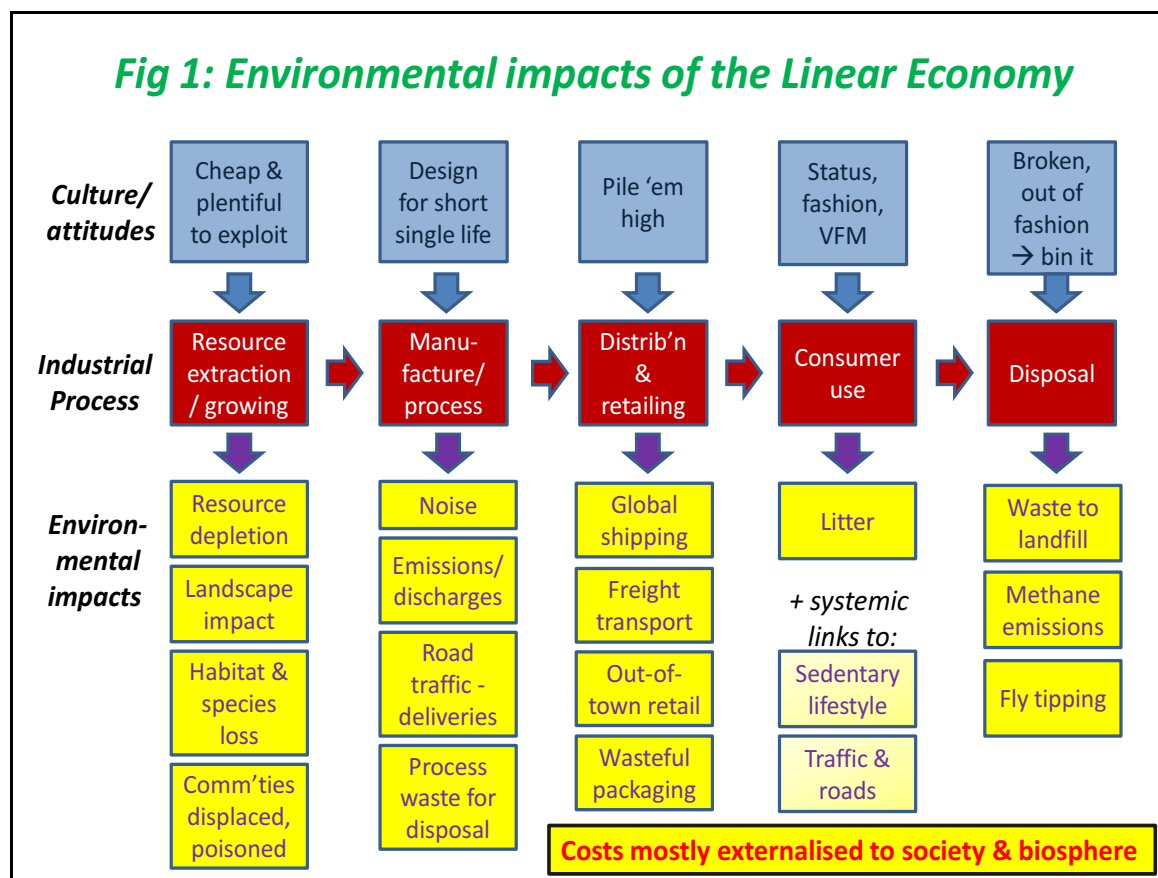 Fig 1: Environmental impacts of the Linear Economy
Culture/
attitudes
Cheap &
plentiful
to exploit
Design
for short
single life
Pile ‘em
high
Status,
fashion,
VFM
Broken,
out of
fashion
→ bin it
Industrial
Process
Resource
extraction
/ growing
Manu-
facture/
process
Distrib’n
&
retailing
Consumer
use
Disposal
Environ-
mental
impacts
Resource
depletion
Landscape
impact
Habitat &
species
loss
Comm’ties
displaced,
poisoned
Noise
Emissions/
discharges
Road
traffic -
deliveries
Process
waste for
disposal
Global
shipping
Freight
transport
Out-of-
town retail
Wasteful
packaging
Litter
+ systemic
links to:
Sedentary
lifestyle
Traffic &
roads
Waste to
landfill
Methane
emissions
Fly tipping
Costs mostly externalised to society & biosphere